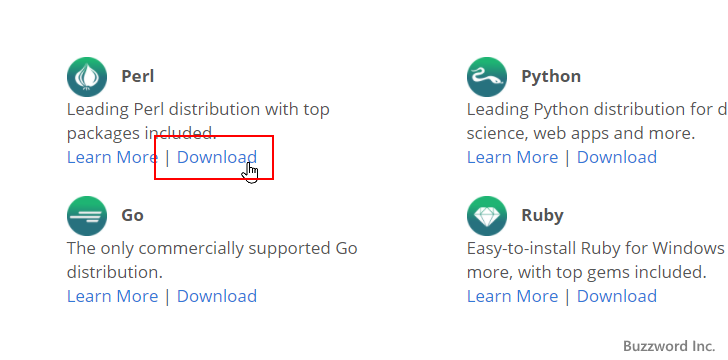 Perl
Leading Perl distribution with top
packages included.
Learn More | Download
Python
Leading Python distribution for d
science, web apps and more.
Learn More | Download
Go
The only commercially supported Go
distribution.
Learn More | Download
Ruby
Easy-to-install Ruby for Windows
more, with top gems included.
Learn More | Download
Buzzword Inc.